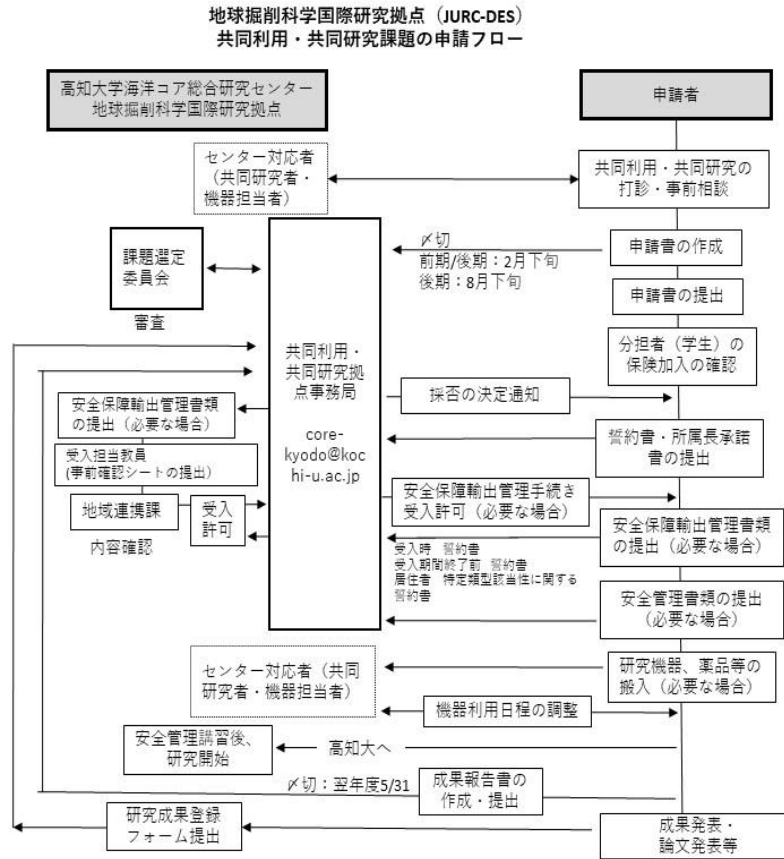 地球掘削科学国際研究拠点（JURC-DES）
共同利用・共同研究課題の申請フロー
高知大学海洋コア総合研究センター
地球掘削科学国際研究拠点
申請者
センター対応者
（共同研究者・
機器担当者）
共同利用・共同研究の
打診・事前相談
〆切
前期/後期：2月下旬
後期：8月下旬
申請書の作成
課題選定
委員会
審査
申請書の提出
分担者（学生）の
保険加入の確認
共同利用・
共同研究拠
点事務局
core-
kyodo@koc
hi-u.ac.jp
採否の決定通知
安全保障輸出管理書類
の提出（必要な場合）
誓約書・所属長承諾
書の提出
受入担当教員
(事前確認シートの提出）
地域連携課
受入
許可
内容確認
安全保障輸出管理手続き
受入許可（必要な場合）
安全保障輸出管理書類
の提出（必要な場合）
受入時　誓約書
受入期間終了前　誓約書
居住者　特定類型該当性に関する
誓約書
安全管理書類の提出
（必要な場合）
センター対応者（共同
研究者・機器担当者）
研究機器、薬品等の
搬入（必要な場合）
機器利用日程の調整
安全管理講習後、
研究開始
高知大へ
〆切：翌年度5/31
成果報告書の
作成・提出
研究成果登録
フォーム提出
成果発表・
論文発表等